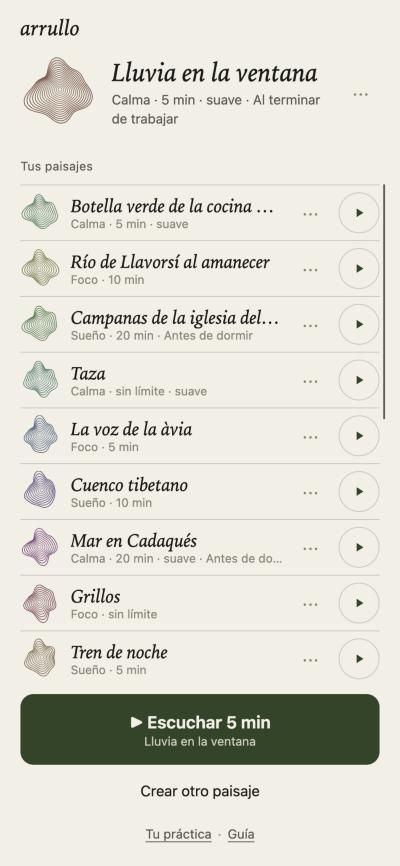 arrullo
Lluvia en la ventana
Calma · 5 min · suave · Al terminar
de trabajar
Tus paisajes
Botella verde de la cocina …
Calma · 5 min · suave
Río de Llavorsí al amanecer
Foco · 10 min
Campanas de la iglesia del…
Sueño · 20 min · Antes de dormir
Taza
Calma · sin límite · suave
La voz de la àvia
Foco · 5 min
Cuenco tibetano
Sueño · 10 min
Mar en Cadaqués
Calma · 20 min · suave · Antes de do…
Grillos
Foco · sin límite
Tren de noche
Sueño · 5 min
Escuchar 5 min
Lluvia en la ventana
Crear otro paisaje
Tu práctica · Guía